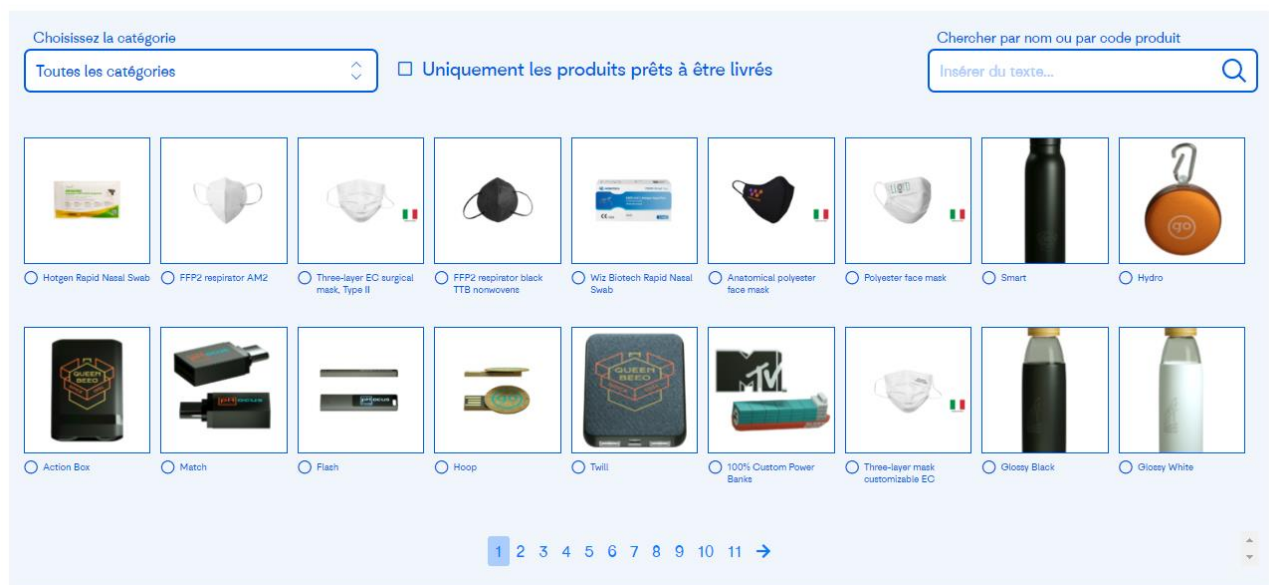 Choisissez la catégorie
Chercher par nom ou par code produit
Toutes les catégories
Uniquement les produits prêts à être livrés
Insérer du texte...
go
Hotgen Rapid Nasal Swab
FFP2 respirator AM2
Three-layer EC surgical
mask, Type II
FFP2 respirator black
TTB nonwovens
Wiz Biotech Rapid Nasal
Swab
Anatomical polyester
face mask
Polyester face mask
Smart
Hydro
QUEEN
BEEO
QUEEN
BEEO
MTV
Action Box
Match
Flash
Hoop
Twill
100% Custom Power
Banks
Three-layer mask
customizable EC
Glossy Black
Glossy White
1 2 3 4 5 6 7 8 9 10 11 →